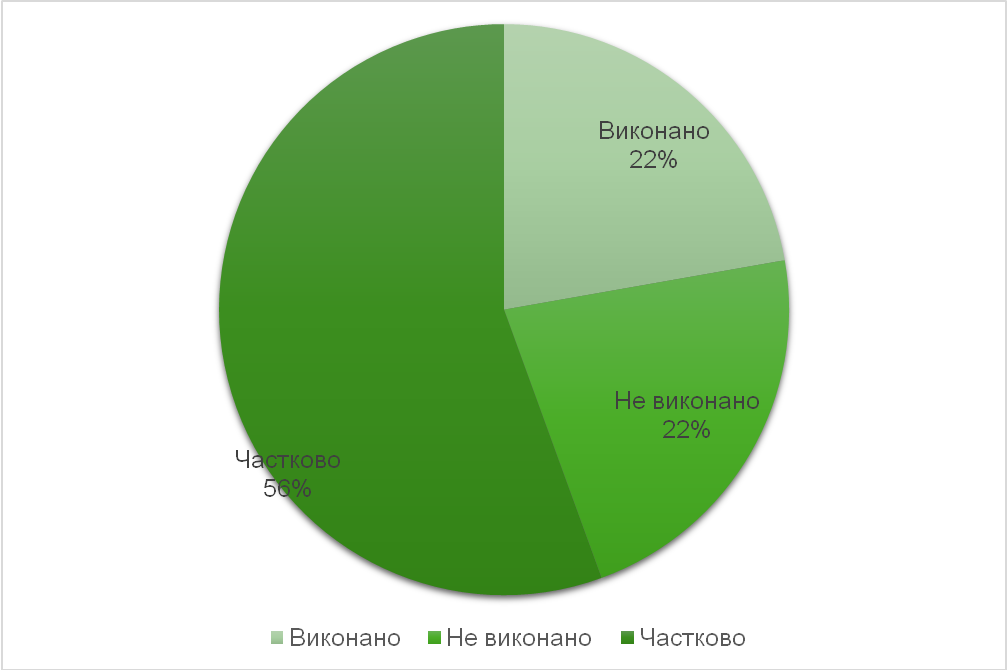 Виконано
22%
Не виконано
22%
Частково
56%
Виконано Не виконано Частково